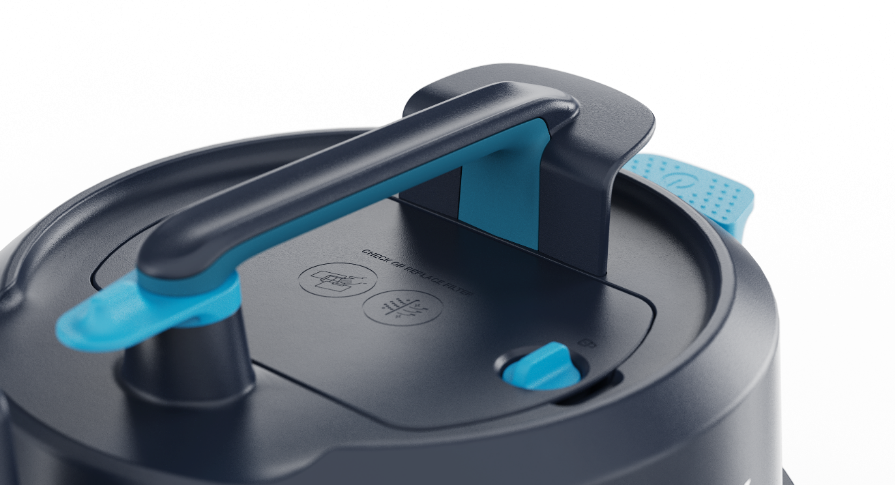 CHECK OR REPLACE FILTER